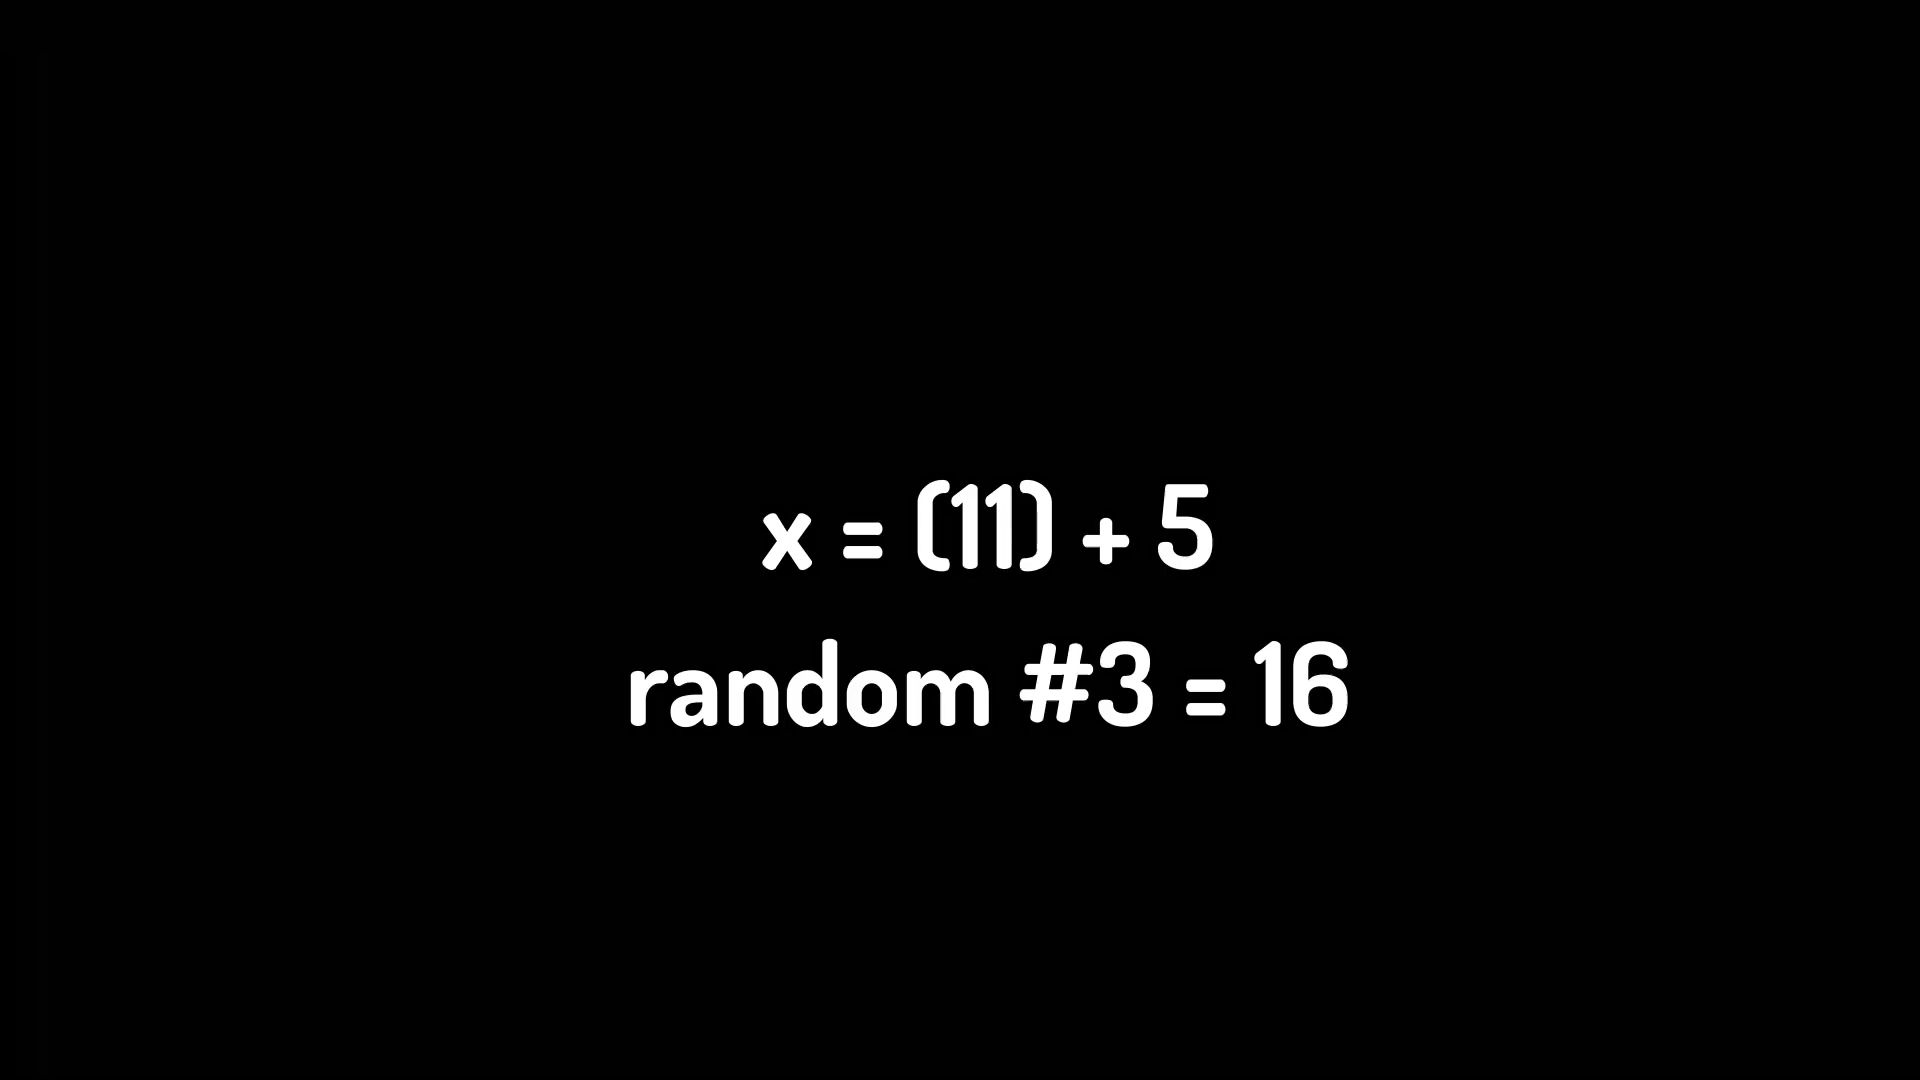 x = (11) + 5
random #3 = 16